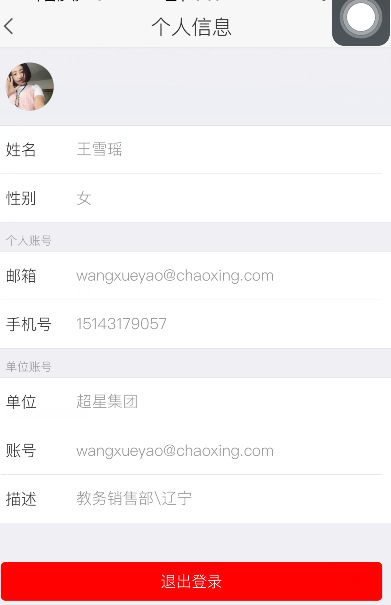 个人信息
姓名 王雪瑶
性别 女
个人账号
邮箱 wangxueyao@chaoxing.com
手机号 15143179057
单位账号
单位 超星集团
账号 wangxueyao@chaoxing.com
描述 教务销售部\辽宁
退出登录